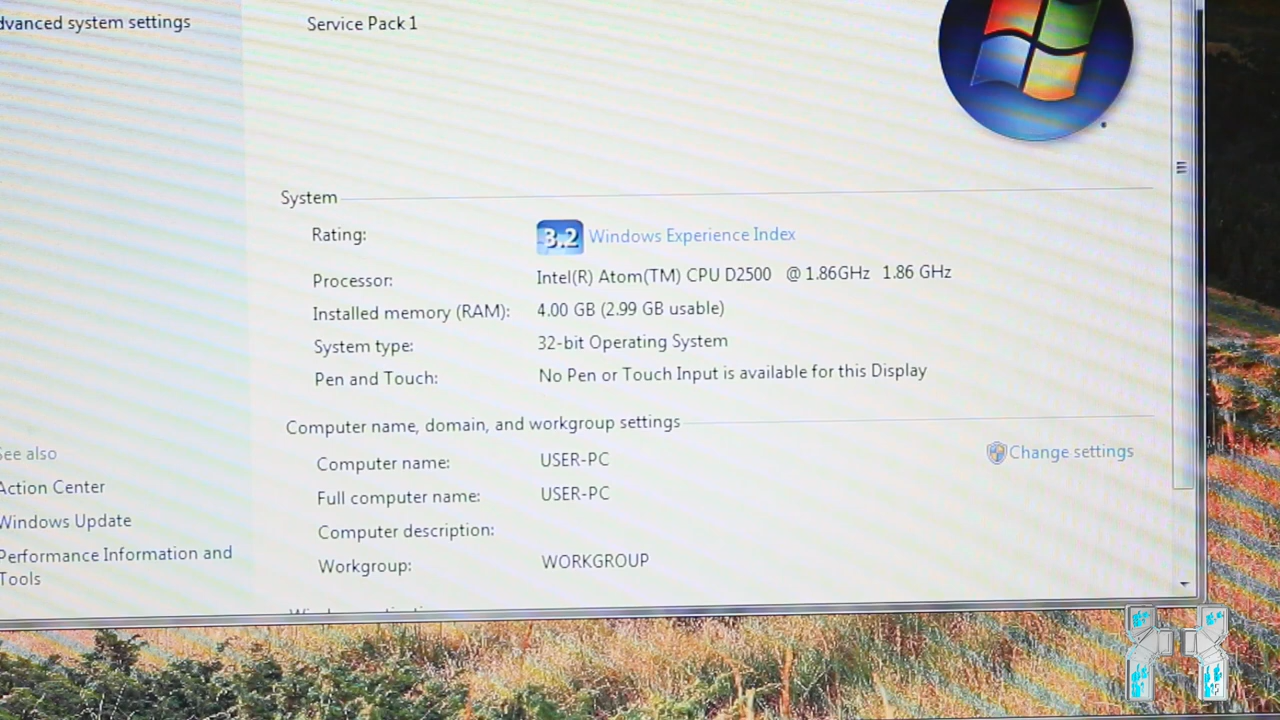 dvanced system settings
Service Pack 1
System
Rating:
3.2 Windows Experience Index
Processor:
Intel(R) Atom(TM) CPU D2500 @ 1.86GHz 1.86 GHz
Installed memory (RAM):
4.00 GB (2.99 GB usable)
System type:
32-bit Operating System
Pen and Touch:
No Pen or Touch Input is available for this Display
Computer name, domain, and workgroup settings
Computer name:
USER-PC
Change settings
Full computer name:
USER-PC
Computer description:
Workgroup:
WORKGROUP
See also
Action Center
Windows Update
Performance Information and
Tools